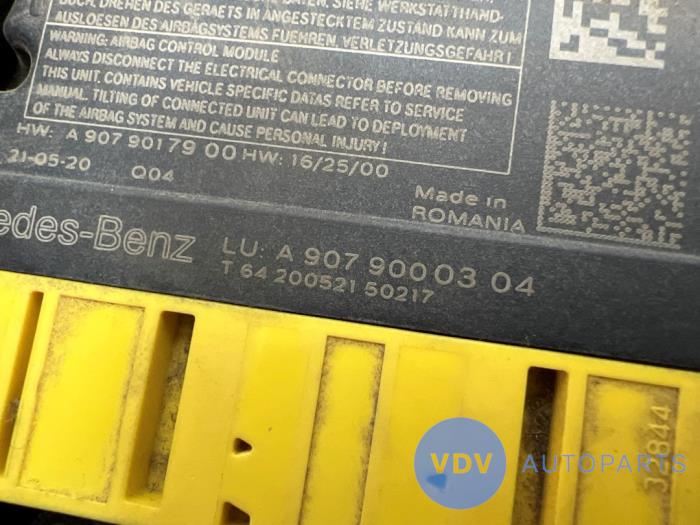 BUCH, DREHEN DES GERAETS IN ANGESTECKTEM ZUSTAND KANN ZUM
AUSLOESEN DES AIRBAGSYSTEMS FUEHREN, VERLETZUNGSGEFAHR!
WARNING: AIRBAG CONTROL MODULE
ALWAYS DISCONNECT THE ELECTRICAL CONNECTOR BEFORE REMOVING
THIS UNIT. CONTAINS VEHICLE SPECIFIC DATAS REFER TO SERVICE
MANUAL. TILTING OF CONNECTED UNIT CAN LEAD TO DEPLOYMENT
OF THE AIRBAG SYSTEM AND CAUSE PERSONAL INJURY!
HW: A 907 90179 00 HW: 16/25/00
21-05-20 Q04
Made in
ROMANIA
edes-Benz LU: A 907 900 03 04
T 64 200521 50217
VDV AUTOPARTS